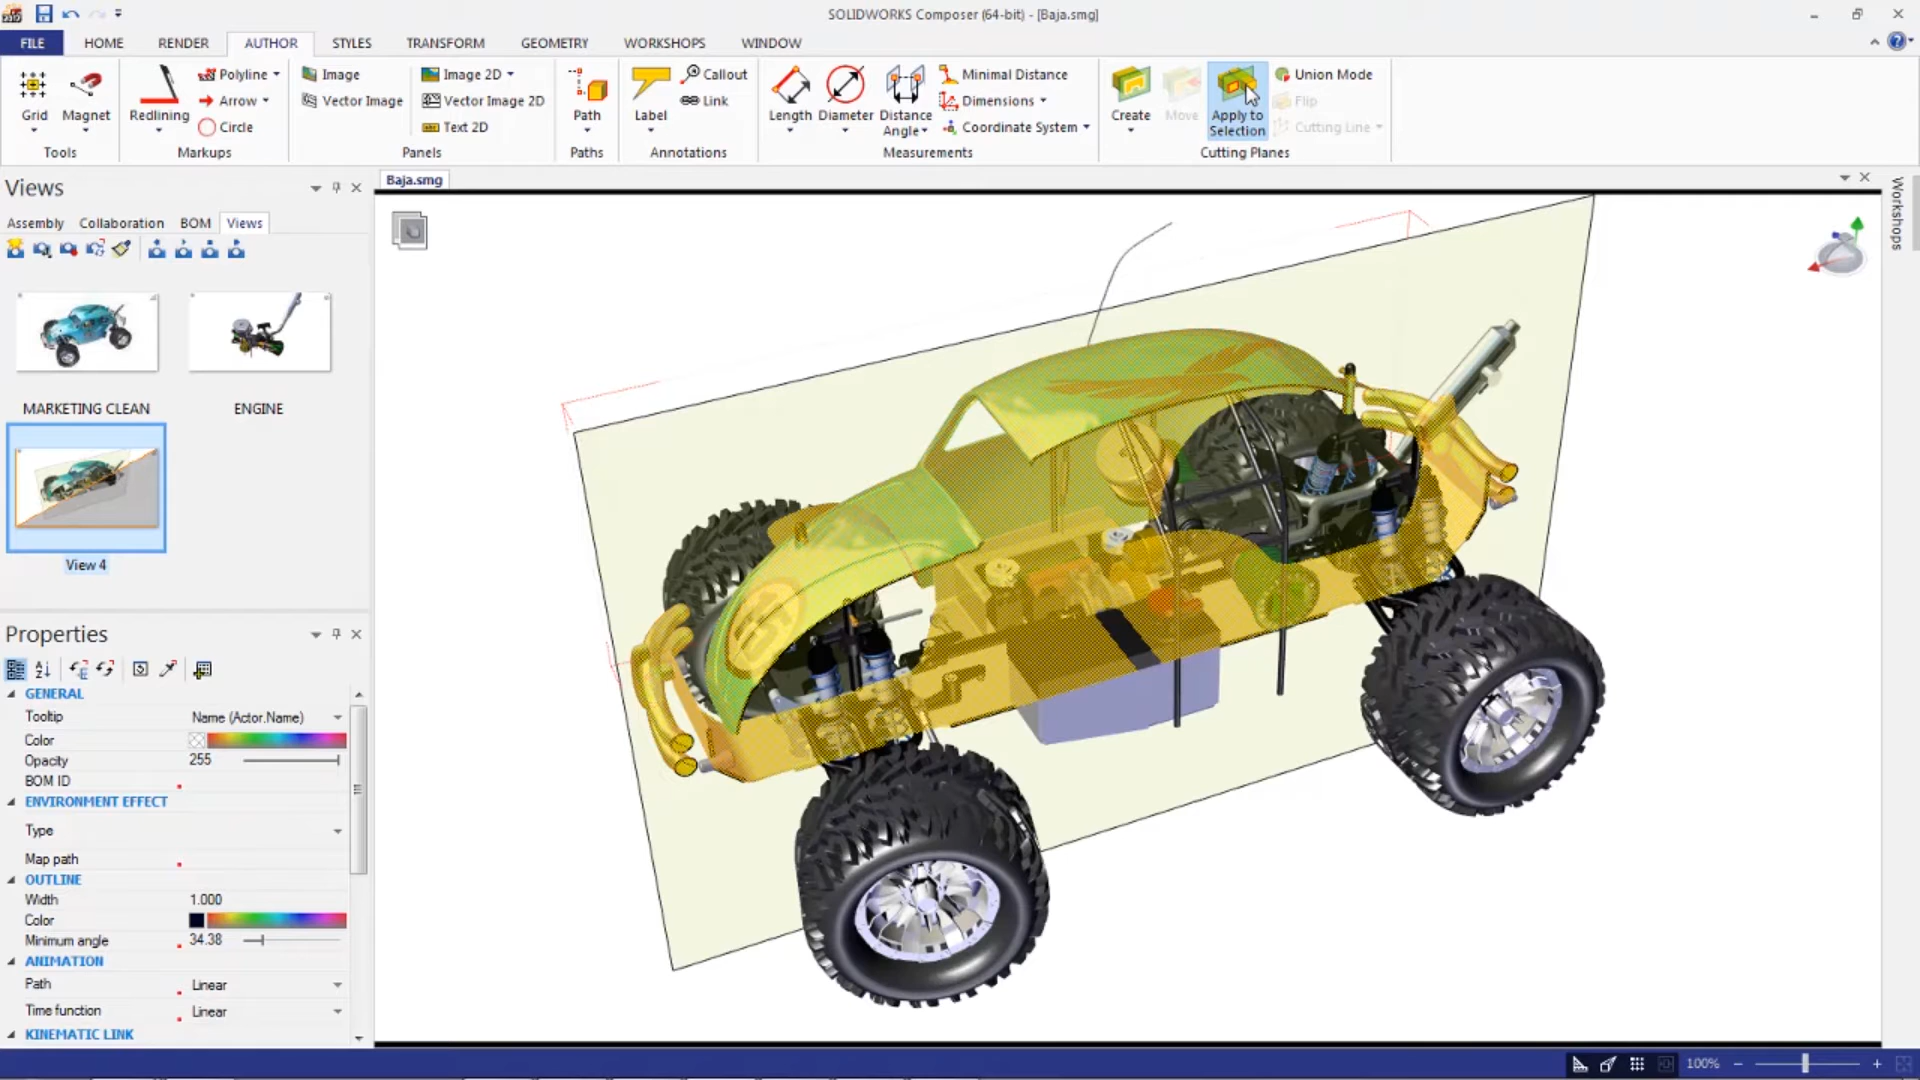 SOLIDWORKS Composer (64-bit) - [Baja.smg]
FILE HOME RENDER AUTHOR STYLES TRANSFORM GEOMETRY WORKSHOPS WINDOW
Grid
Magnet
Tools
Redlining
Polyline
Arrow
Circle
Markups
Image
Vector Image
Image 2D
Vector Image 2D
Text 2D
Panels
Path
Paths
Label
Callout
Link
Annotations
Length
Diameter
Distance
Angle
Minimal Distance
Dimensions
Coordinate System
Measurements
Create
Move
Apply to
Selection
Union Mode
Flip
Cutting Line
Cutting Planes
Views
Assembly Collaboration BOM Views
MARKETING CLEAN
ENGINE
View 4
Properties
GENERAL
Tooltip Name (Actor.Name)
Color
Opacity 255
BOM ID
ENVIRONMENT EFFECT
Type
Map path
OUTLINE
Width 1.000
Color
Minimum angle 34.38
ANIMATION
Path Linear
Time function Linear
KINEMATIC LINK
Baja.smg
Workshops
100%